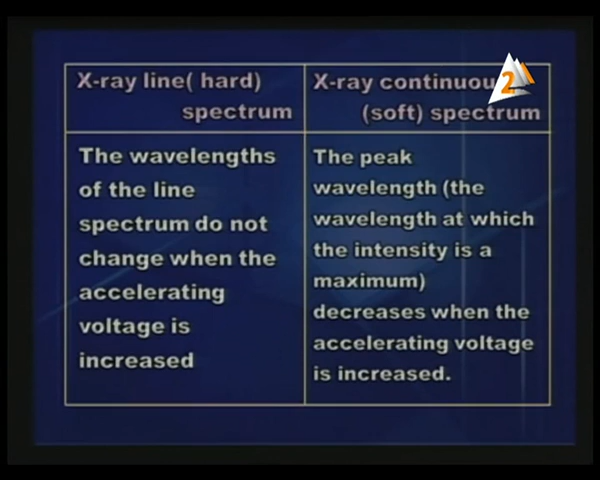 X-ray line( hard)
spectrum
X-ray continuou
(soft) spectrum
2
The wavelengths
of the line
spectrum do not
change when the
accelerating
voltage is
increased
The peak
wavelength (the
wavelength at which
the intensity is a
maximum)
decreases when the
accelerating voltage
is increased.